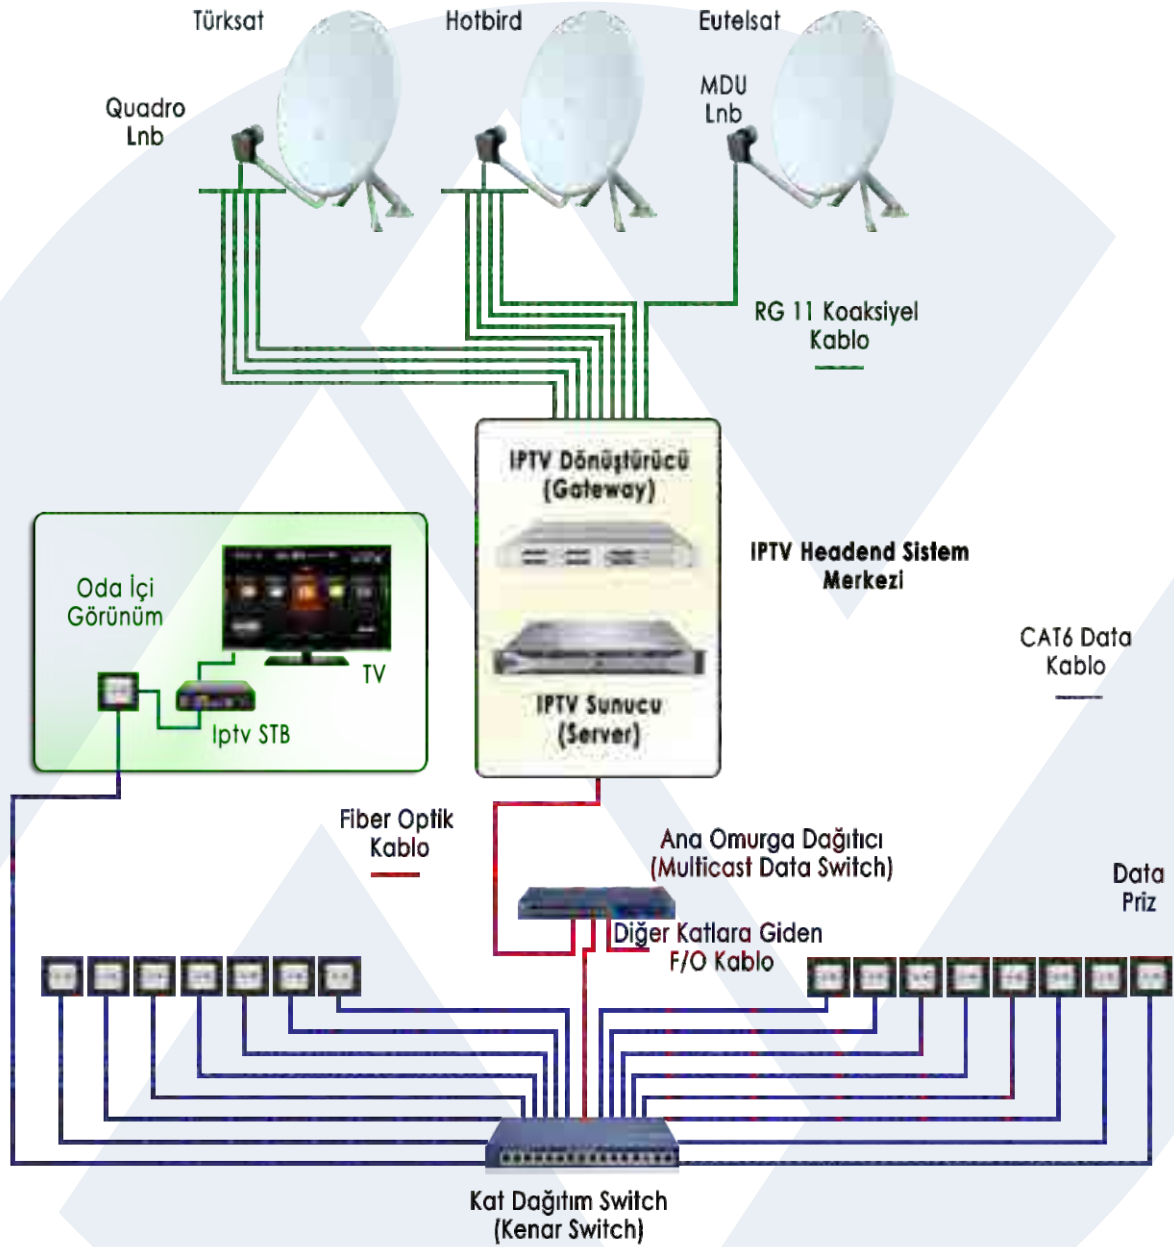 Türksat
Hotbird
Eutelsat
Quadro
Lnb
MDU
Lnb
RG 11 Koaksiyel
Kablo
IPTV Dönüştürücü
(Gateway)
IPTV Headend Sistem
Merkezi
Oda İçi
Görünüm
TV
Iptv STB
CAT6 Data
Kablo
IPTV Sunucu
(Server)
Fiber Optik
Kablo
Ana Omurga Dağıtıcı
(Multicast Data Switch)
Data
Priz
Diğer Katlara Giden
F/O Kablo
Kat Dağıtım Switch
(Kenar Switch)